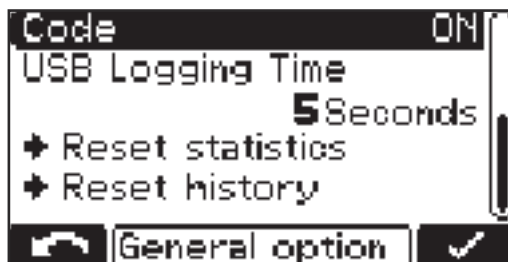 Code ON
USB Logging Time
5 Seconds
Reset statistics
Reset history
General option